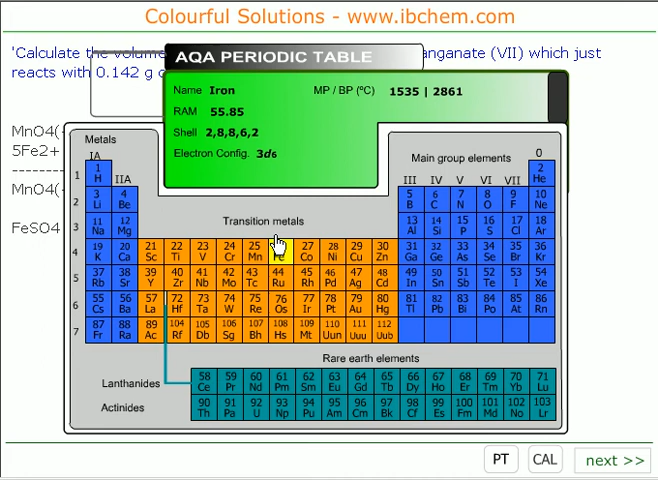 Colourful Solutions - www.ibchem.com
'Calculate the volume
anganate (VII) which just
reacts with 0.142 g
AQA PERIODIC TABLE
Name Iron MP / BP (ºC) 1535 | 2861
RAM 55.85
Shell 2,8,8,6,2
Electron Config. 3d6
MnO4(
5Fe2+
MnO4(
FeSO4
Metals
Main group elements
IA IIA III IV V VI VII 0
Transition metals
1 1 2
H He
2 3 4 5 6 7 8 9 10
Li Be B C N O F Ne
3 11 12 13 14 15 16 17 18
Na Mg Al Si P S Cl Ar
4 19 20 21 22 23 24 25 27 28 29 30 31 32 33 34 35 36
K Ca Sc Ti V Cr Mn Fe Co Ni Cu Zn Ga Ge As Se Br Kr
5 37 38 39 40 41 42 43 44 45 46 47 48 49 50 51 52 53 54
Rb Sr Y Zr Nb Mo Tc Ru Rh Pd Ag Cd In Sn Sb Te I Xe
6 55 56 57 72 73 74 75 76 77 78 79 80 81 82 83 84 85 86
Cs Ba La Hf Ta W Re Os Ir Pt Au Hg Tl Pb Bi Po At Rn
7 87 88 89 104 105 106 107 108 109 110 111 112
Fr Ra Ac Rf Db Sg Bh Hs Mt Uun Uuu Uub
Rare earth elements
Lanthanides
58 59 60 61 62 63 64 65 66 67 68 69 70 71
Ce Pr Nd Pm Sm Eu Gd Tb Dy Ho Er Tm Yb Lu
Actinides
90 91 92 93 94 95 96 97 98 99 100 101 102 103
Th Pa U Np Pu Am Cm Bk Cf Es Fm Md No Lr
PT CAL next >>